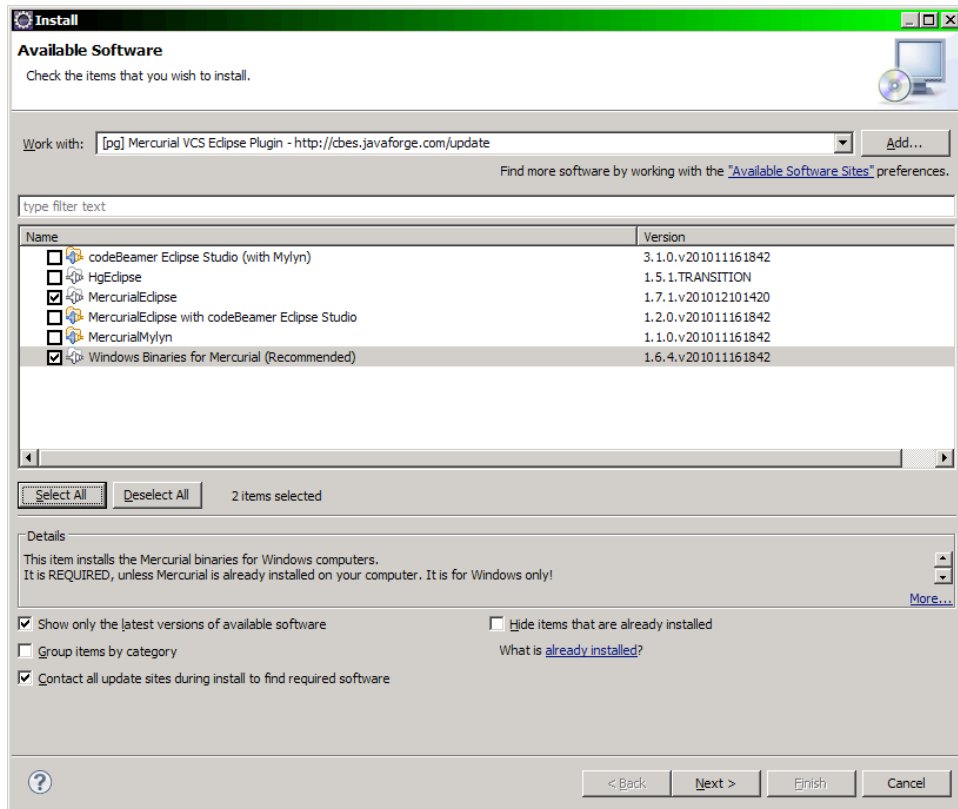 Install
Available Software
Check the items that you wish to install.
Work with: [pg] Mercurial VCS Eclipse Plugin - http://cbes.javaforge.com/update Add...
Find more software by working with the "Available Software Sites" preferences.
type filter text
Name Version
codeBeamer Eclipse Studio (with Mylyn) 3.1.0.v201011161842
HgEclipse 1.5.1.TRANSITION
MercurialEclipse 1.7.1.v201012101420
MercurialEclipse with codeBeamer Eclipse Studio 1.2.0.v201011161842
MercurialMylyn 1.1.0.v201011161842
Windows Binaries for Mercurial (Recommended) 1.6.4.v201011161842
Select All Deselect All 2 items selected
Details
This item installs the Mercurial binaries for Windows computers.
It is REQUIRED, unless Mercurial is already installed on your computer. It is for Windows only!
More...
Show only the latest versions of available software Hide items that are already installed
Group items by category What is already installed?
Contact all update sites during install to find required software
? < Back Next > Finish Cancel